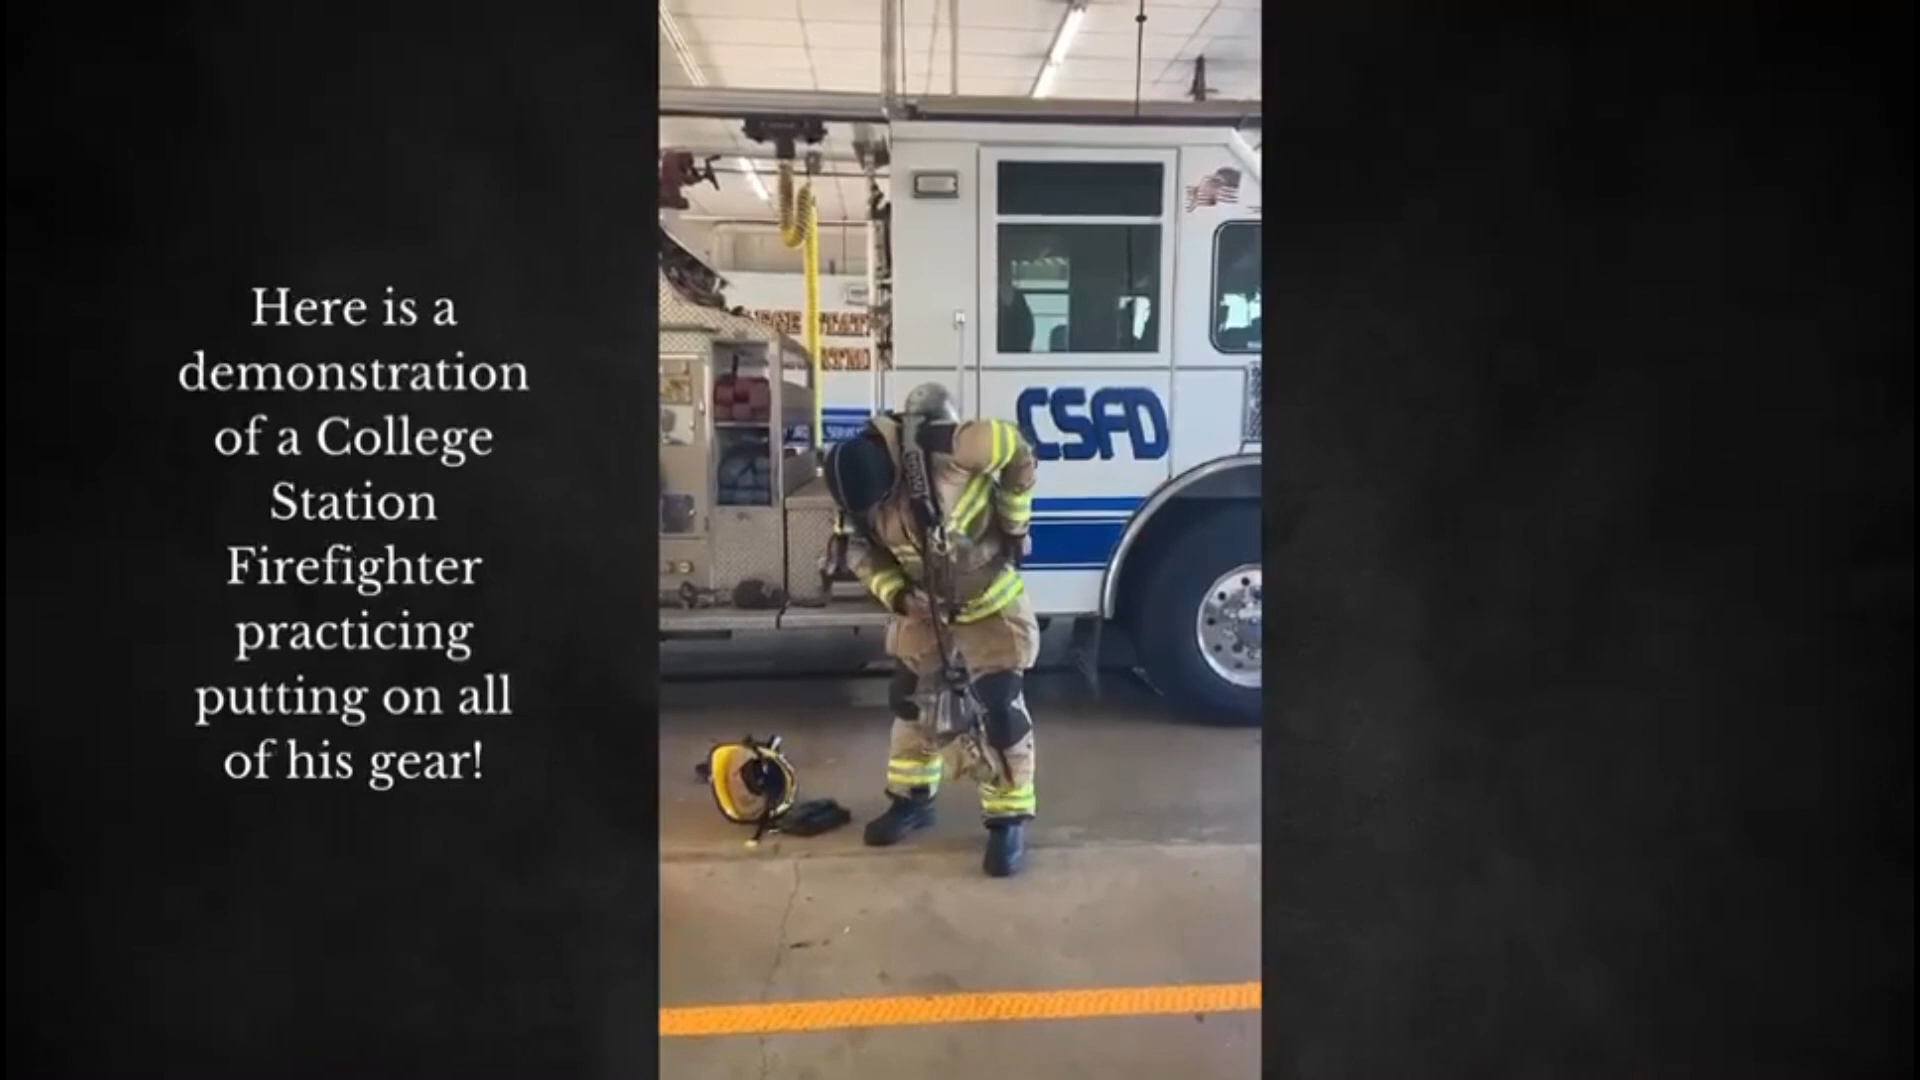 Here is a
demonstration
of a College
Station
Firefighter
practicing
putting on all
of his gear!
CSFD